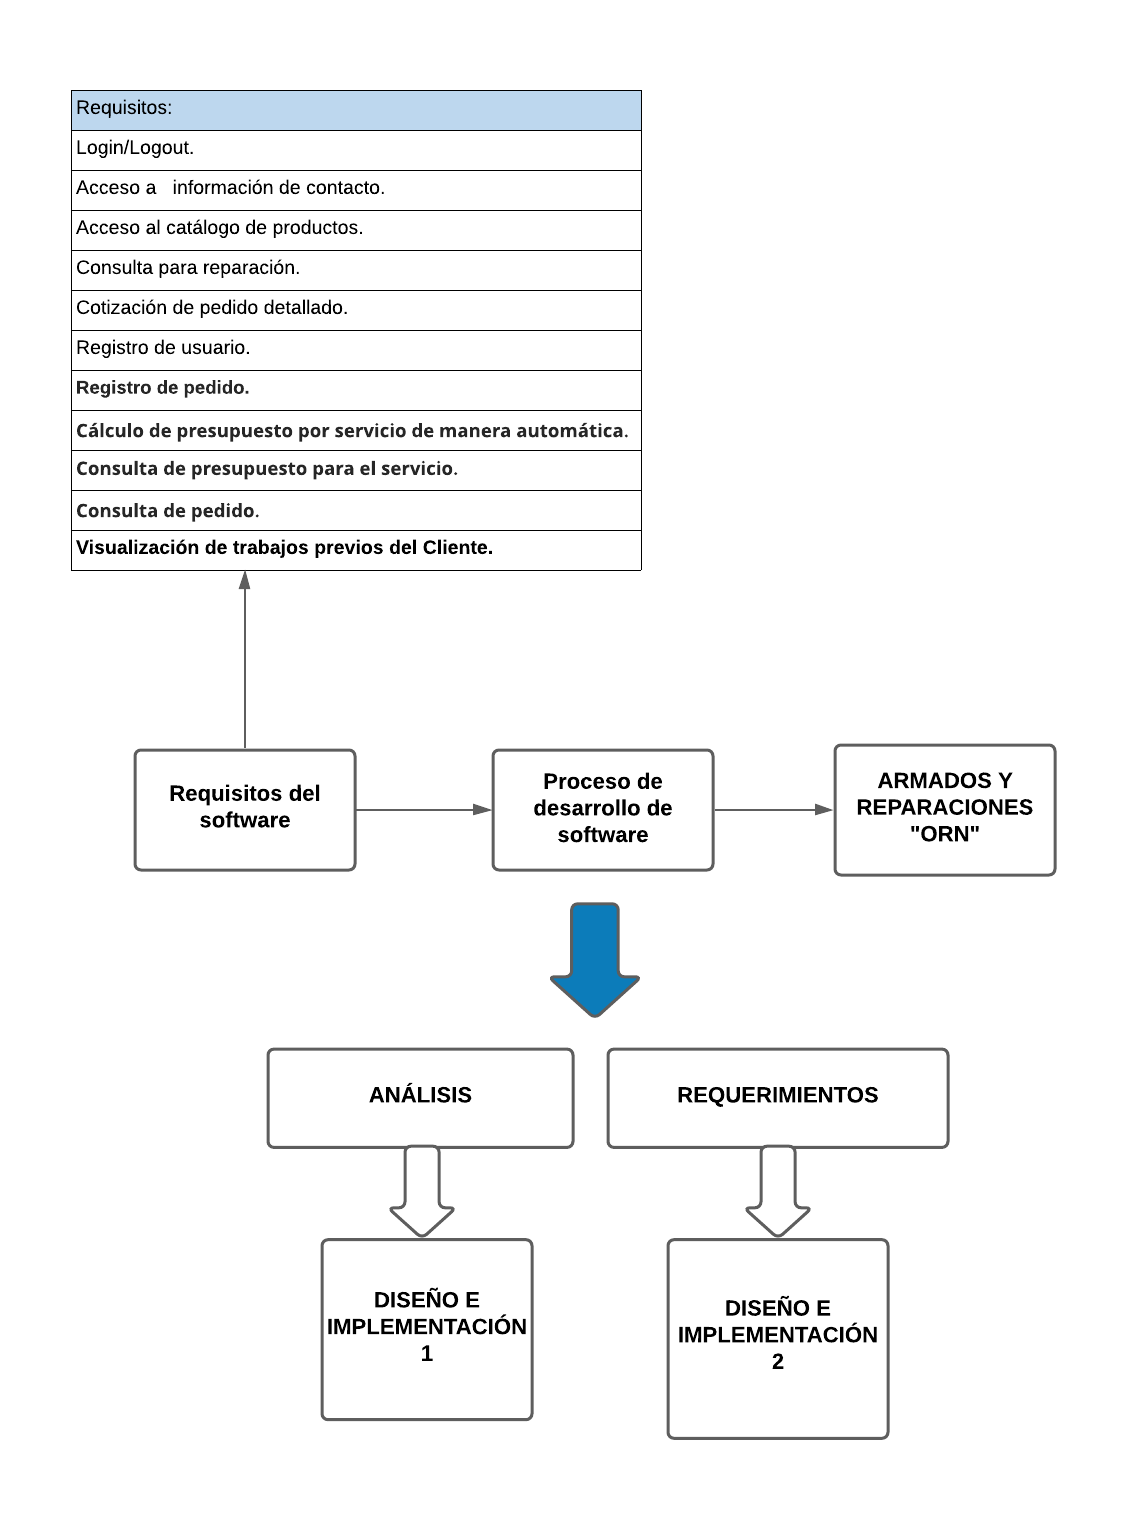 Requisitos:
Login/Logout.
Acceso a   información de contacto.
Acceso al catálogo de productos.
Consulta para reparación.
Cotización de pedido detallado.
Registro de usuario.
Registro de pedido.
Cálculo de presupuesto por servicio de manera automática.
Consulta de presupuesto para el servicio.
Consulta de pedido.
Visualización de trabajos previos del Cliente.
Requisitos del
software
Proceso de
desarrollo de
software
ARMADOS Y
REPARACIONES
"ORN"
ANÁLISIS
REQUERIMIENTOS
DISEÑO E
IMPLEMENTACIÓN
1
DISEÑO E
IMPLEMENTACIÓN
2